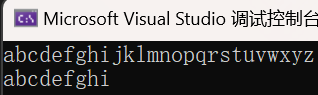 Microsoft Visual Studio 调试控制台
abcdefghijklmnopqrstuvwxyz
abcdefghi